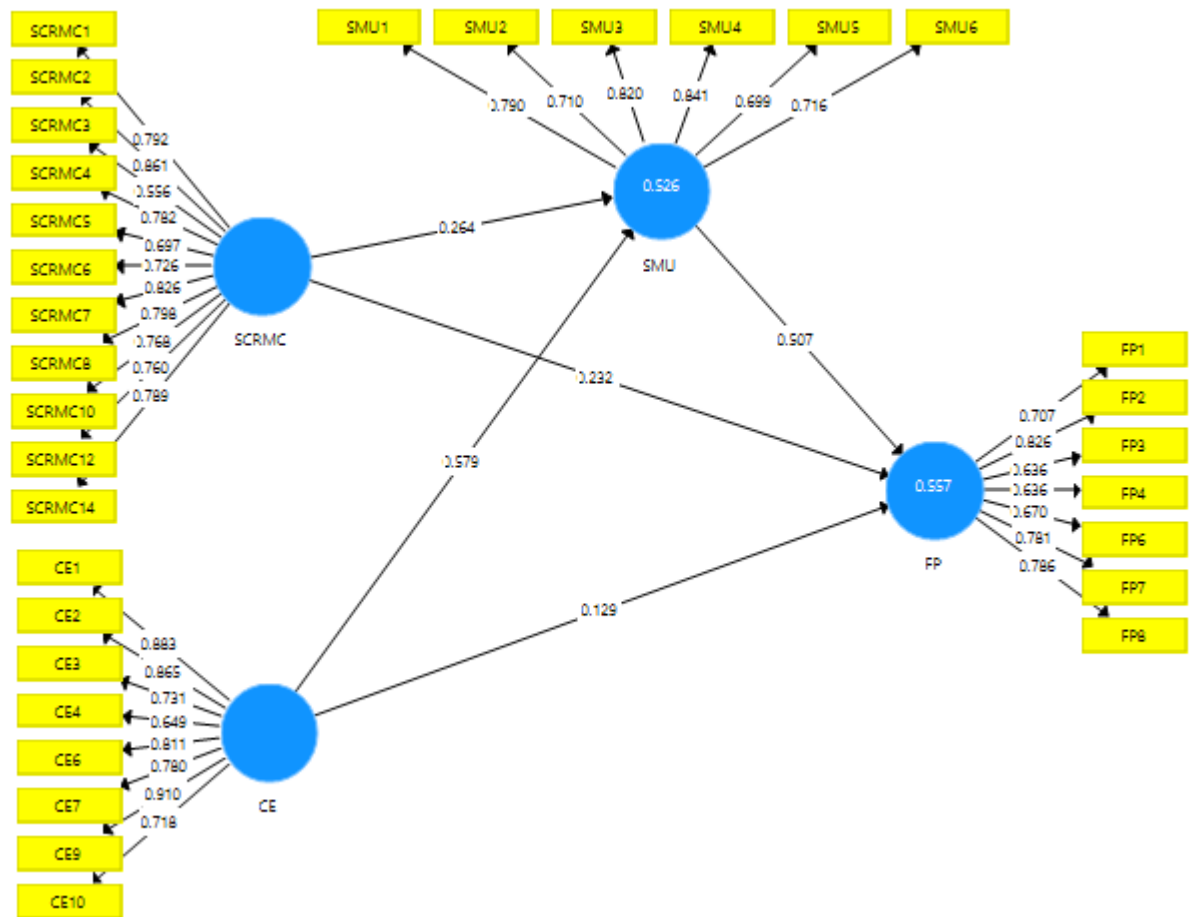 SCRMC1
SCRMC2
SCRMC3
SCRMC4
SCRMC5
SCRMC6
SCRMC7
SCRMC8
SCRMC10
SCRMC12
SCRMC14
0.792
0.861
0.556
0.782
0.697
0.726
0.826
0.798
0.768
0.760
0.789
SCRMC
SMU1
SMU2
SMU3
SMU4
SMU5
SMU6
0.790
0.710
0.820
0.841
0.699
0.716
0.526
SMU
0.264
0.232
0.507
0.579
0.129
CE1
CE2
CE3
CE4
CE6
CE7
CE9
CE10
0.883
0.865
0.731
0.649
0.811
0.780
0.910
0.718
CE
0.557
FP
0.707
0.826
0.636
0.636
0.670
0.781
0.786
FP1
FP2
FP3
FP4
FP6
FP7
FP8